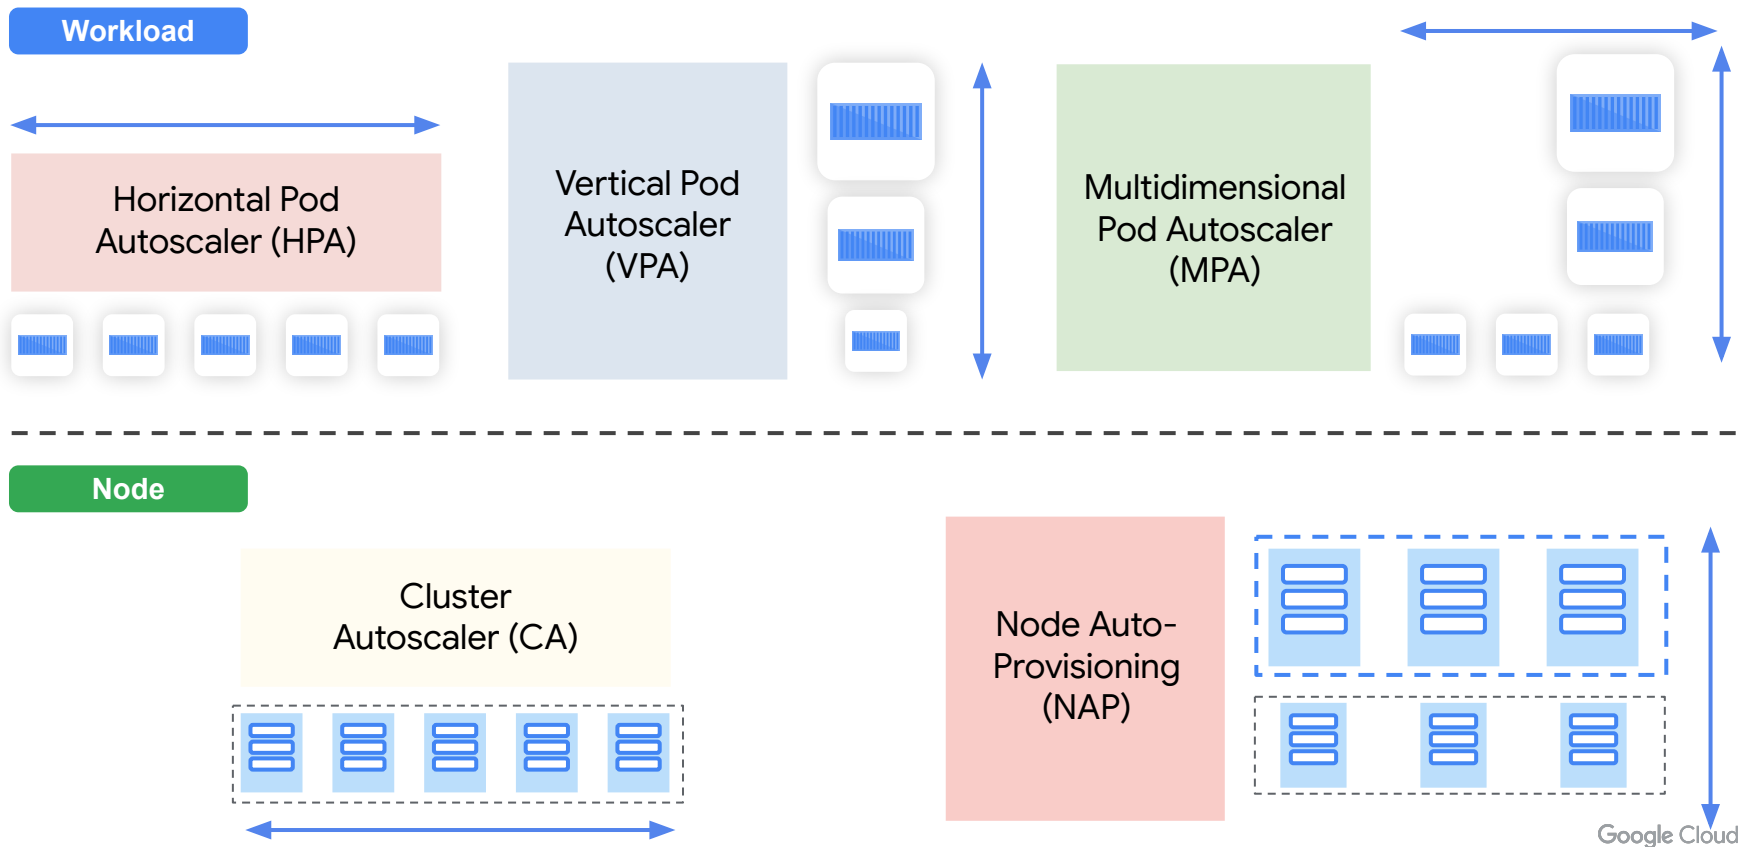 Workload
Horizontal Pod
Autoscaler (HPA)
Vertical Pod
Autoscaler
(VPA)
Multidimensional
Pod Autoscaler
(MPA)
Node
Cluster
Autoscaler (CA)
Node Auto-
Provisioning
(NAP)
Google Cloud